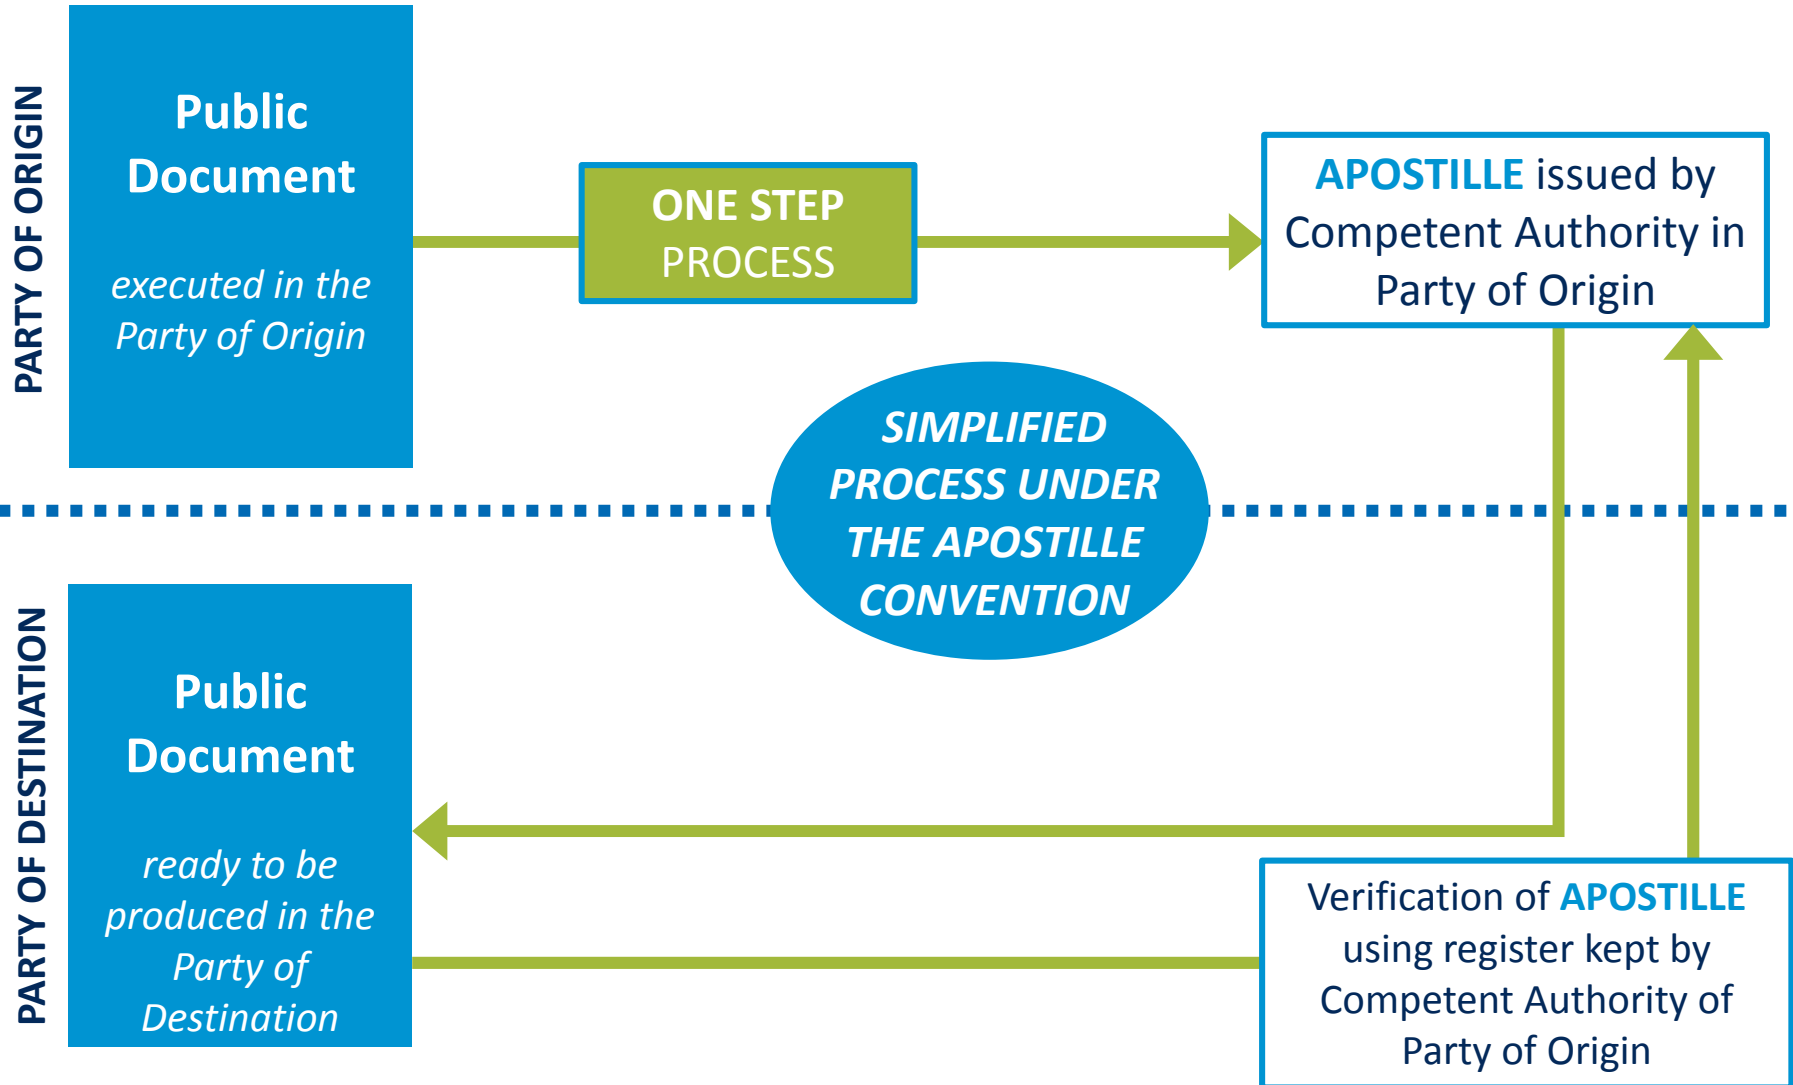 PARTY OF ORIGIN
Public
Document
executed in the
Party of Origin
ONE STEP
PROCESS
APOSTILLE issued by
Competent Authority in
Party of Origin
SIMPLIFIED
PROCESS UNDER
THE APOSTILLE
CONVENTION
PARTY OF DESTINATION
Public
Document
ready to be
produced in the
Party of
Destination
Verification of APOSTILLE
using register kept by
Competent Authority of
Party of Origin